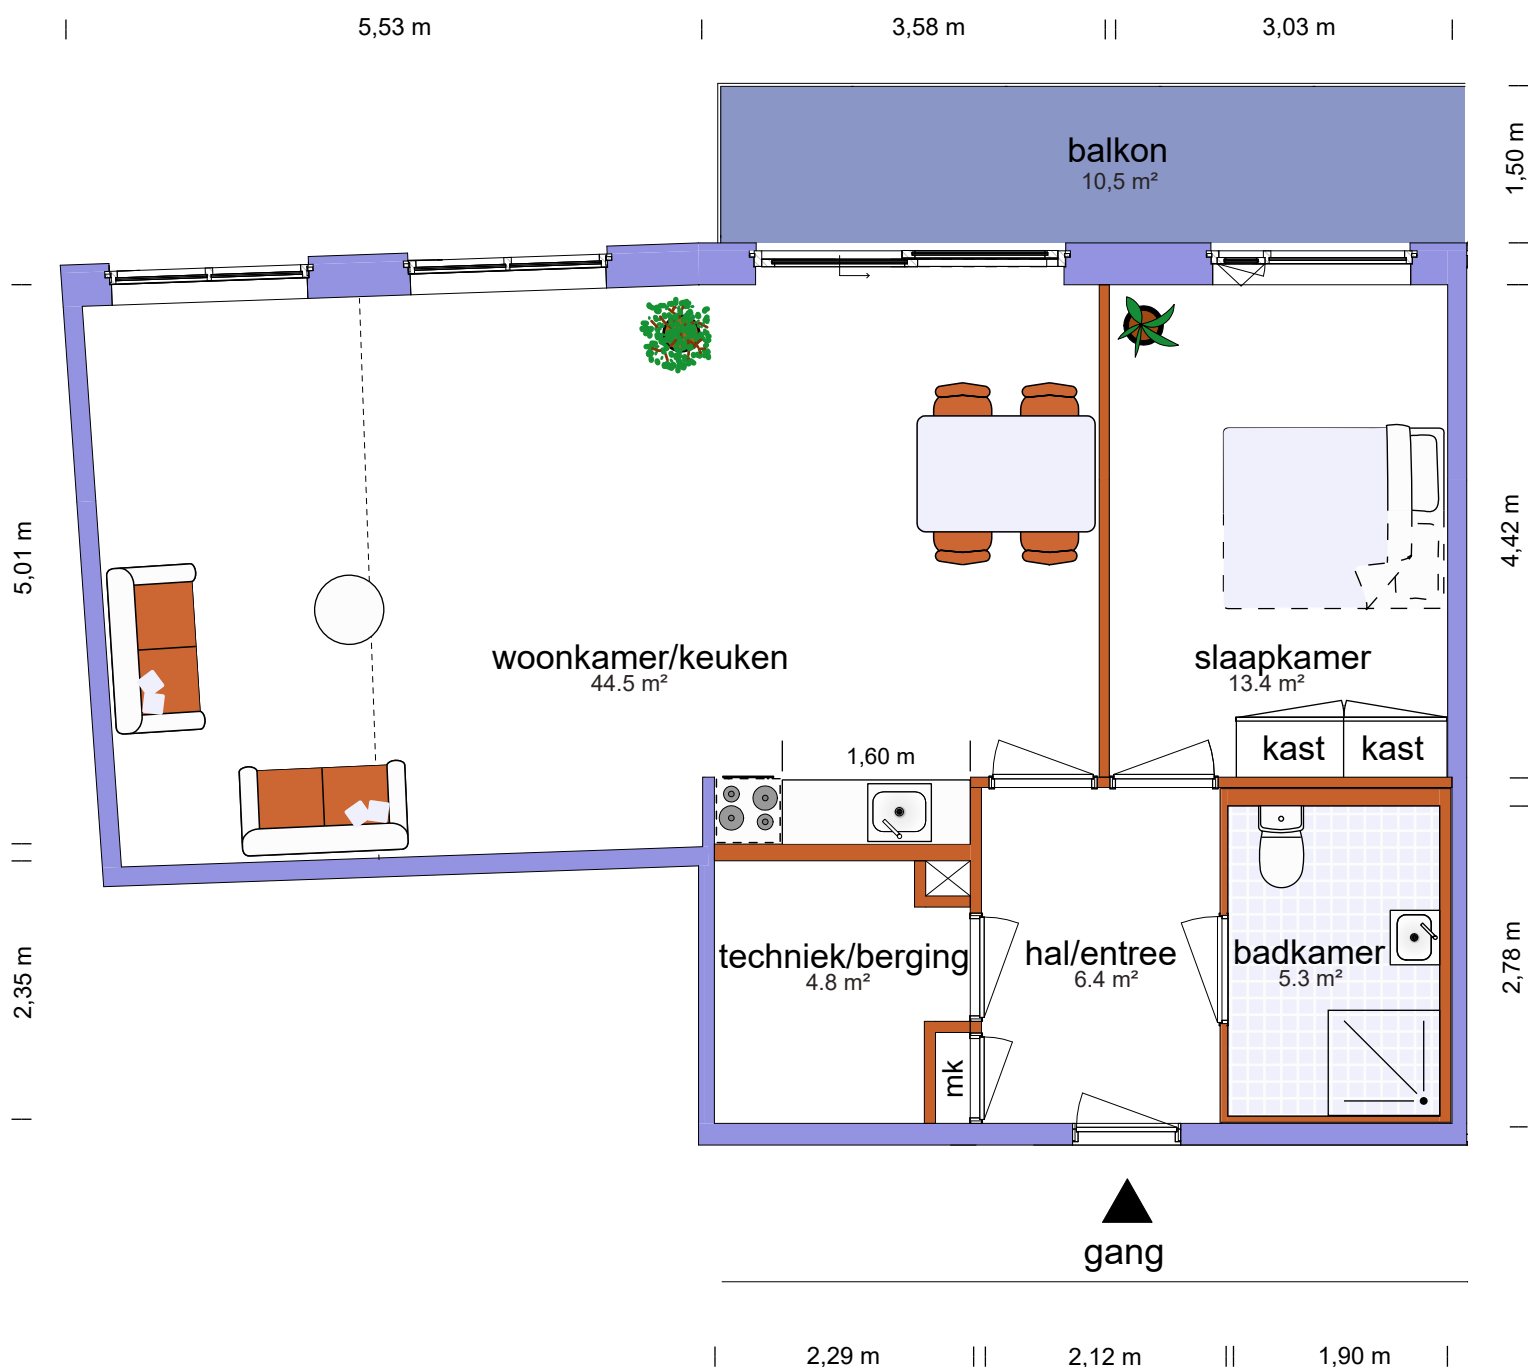 5,53 m
3,58 m
3,03 m
balkon
10,5 m²
1,50 m
5,01 m
4,42 m
woonkamer/keuken
44.5 m²
slaapkamer
13.4 m²
kast
kast
1,60 m
techniek/berging
4.8 m²
hal/entree
6.4 m²
badkamer
5.3 m²
2,35 m
2,78 m
mk
gang
2,29 m
2,12 m
1,90 m